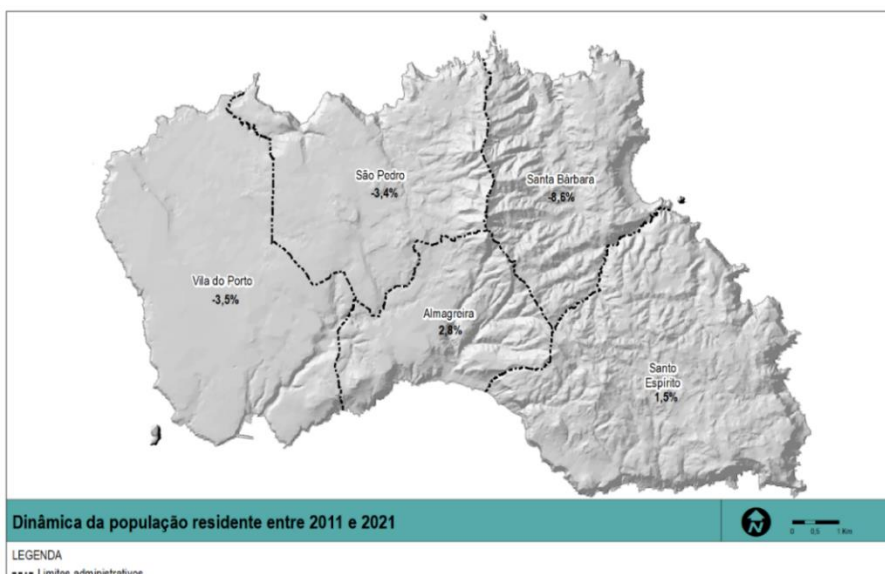 São Pedro
-3,4%
Santa Bárbara
-8,6%
Vila do Porto
-3,5%
Almagreira
2,8%
Santo
Espírito
1,5%
Dinâmica da população residente entre 2011 e 2021
N
0 0,5 1 Km
LEGENDA
Limites administrativos